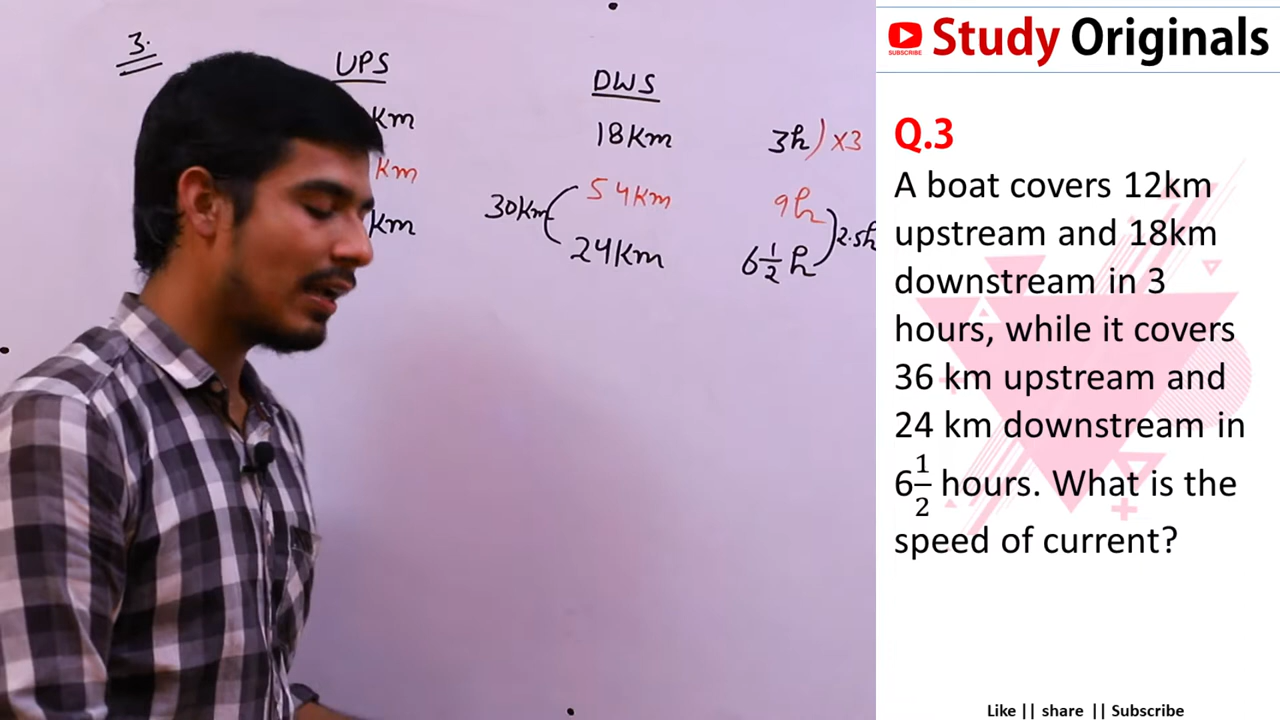 3.
UPS
DWS
Km
18Km
3h) x3
Km
54Km
9h
30Km
2.5h
Km
24Km
6 1/2 h
SUBSCRIBE
Study Originals
Q.3
A boat covers 12km
upstream and 18km
downstream in 3
hours, while it covers
36 km upstream and
24 km downstream in
6 1/2 hours. What is the
speed of current?
Like || share || Subscribe